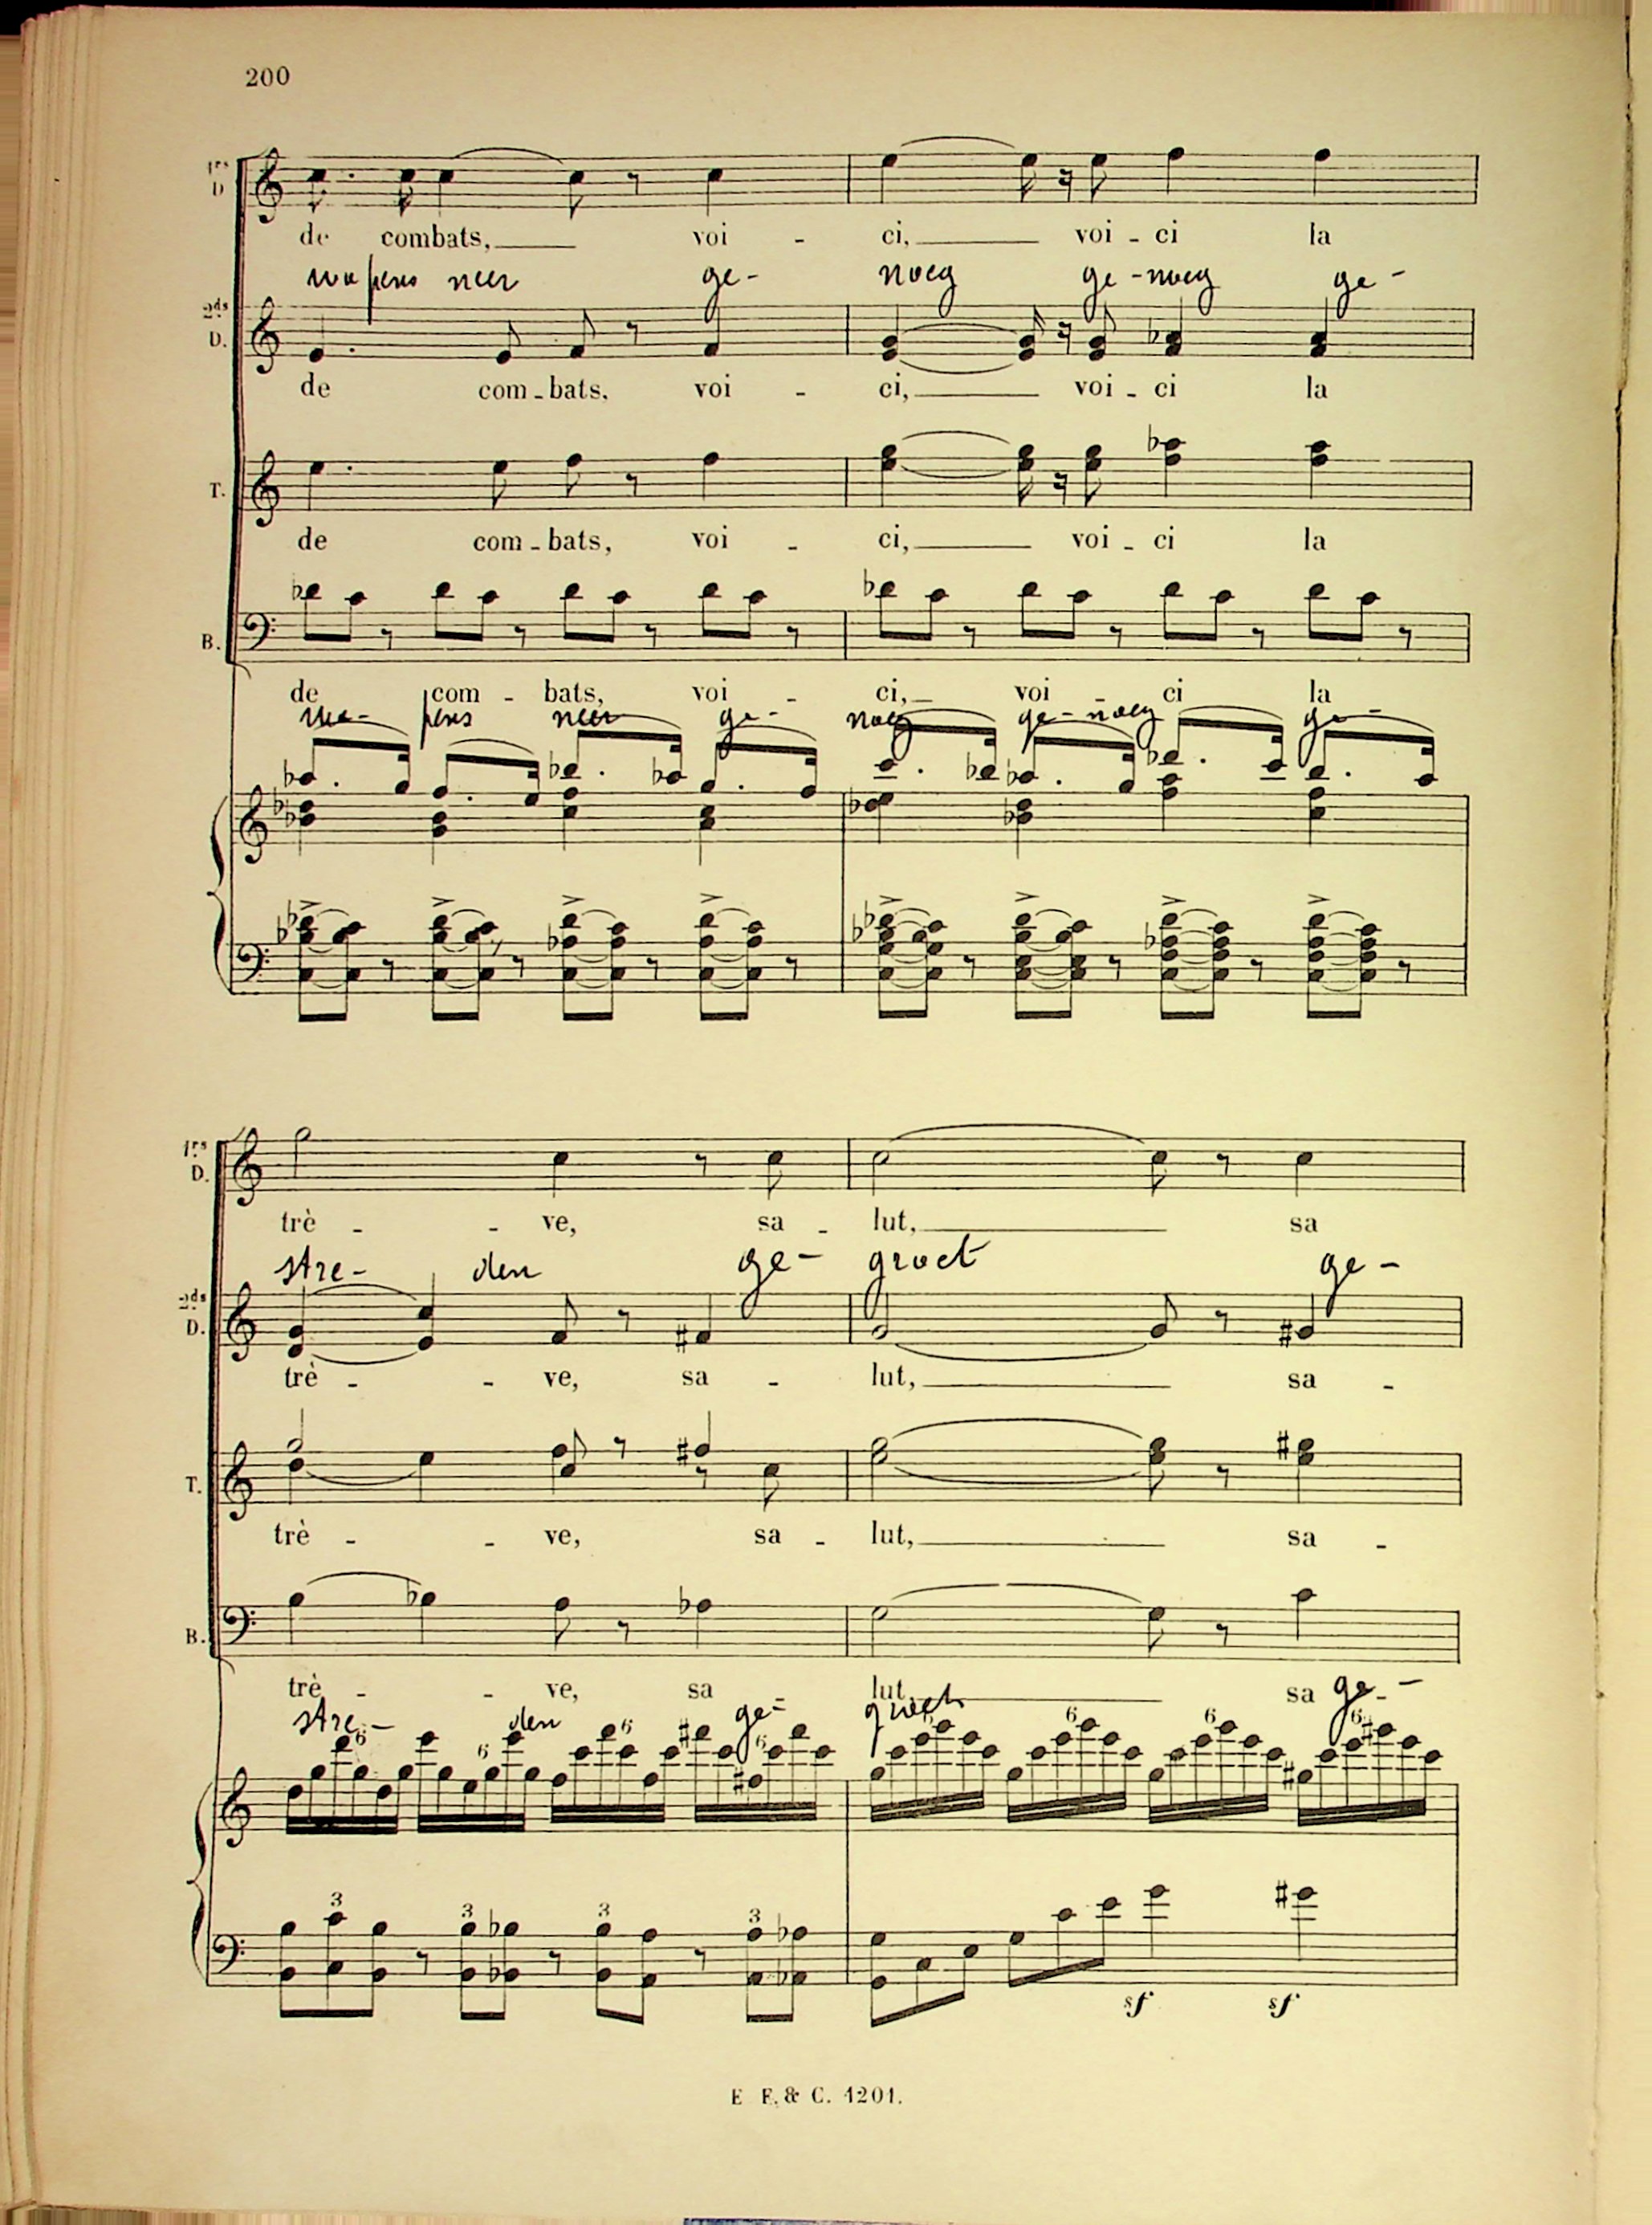 200
1rs D
de combats, voi - ci, voi - ci la
wapens neer ge- noeg ge-noeg ge-
2ds D.
de com - bats, voi - ci, voi - ci la
T.
de com - bats, voi - ci, voi - ci la
B.
de com - bats, voi - ci, voi - ci la
wa- pens neer ge- noeg ge-noeg ge-
1rs D.
trè - - ve, sa - lut, sa
stre- den ge- groet ge-
2ds D.
trè - - ve, sa - lut, sa -
T.
trè - - ve, sa - lut, sa -
B.
trè - - ve, sa - lut, sa -
stre- den ge- groet ge-
6 6 6 6 6 6 6 6
3 3 3 3
sf sf
E F. & C. 1201.